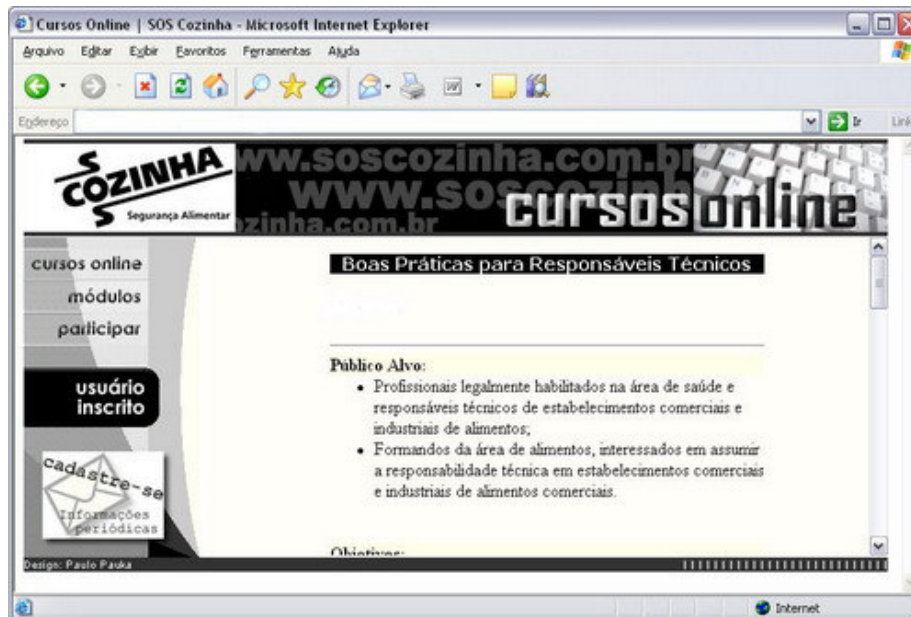 Cursos Online | SOS Cozinha - Microsoft Internet Explorer
Arquivo Editar Exibir Favoritos Ferramentas Ajuda
Endereço Ir Link
SOS COZINHA
Segurança Alimentar
www.soscozinha.com.br
cursos online
cursos online
módulos
participar
usuário
inscrito
cadastre-se
Informações
periódicas
Boas Práticas para Responsáveis Técnicos
Público Alvo:
• Profissionais legalmente habilitados na área de saúde e
responsáveis técnicos de estabelecimentos comerciais e
industriais de alimentos;
• Formandos da área de alimentos, interessados em assumir
a responsabilidade técnica em estabelecimentos comerciais
e industriais de alimentos comerciais.
Objetivos:
Design: Paulo Pauka
Internet